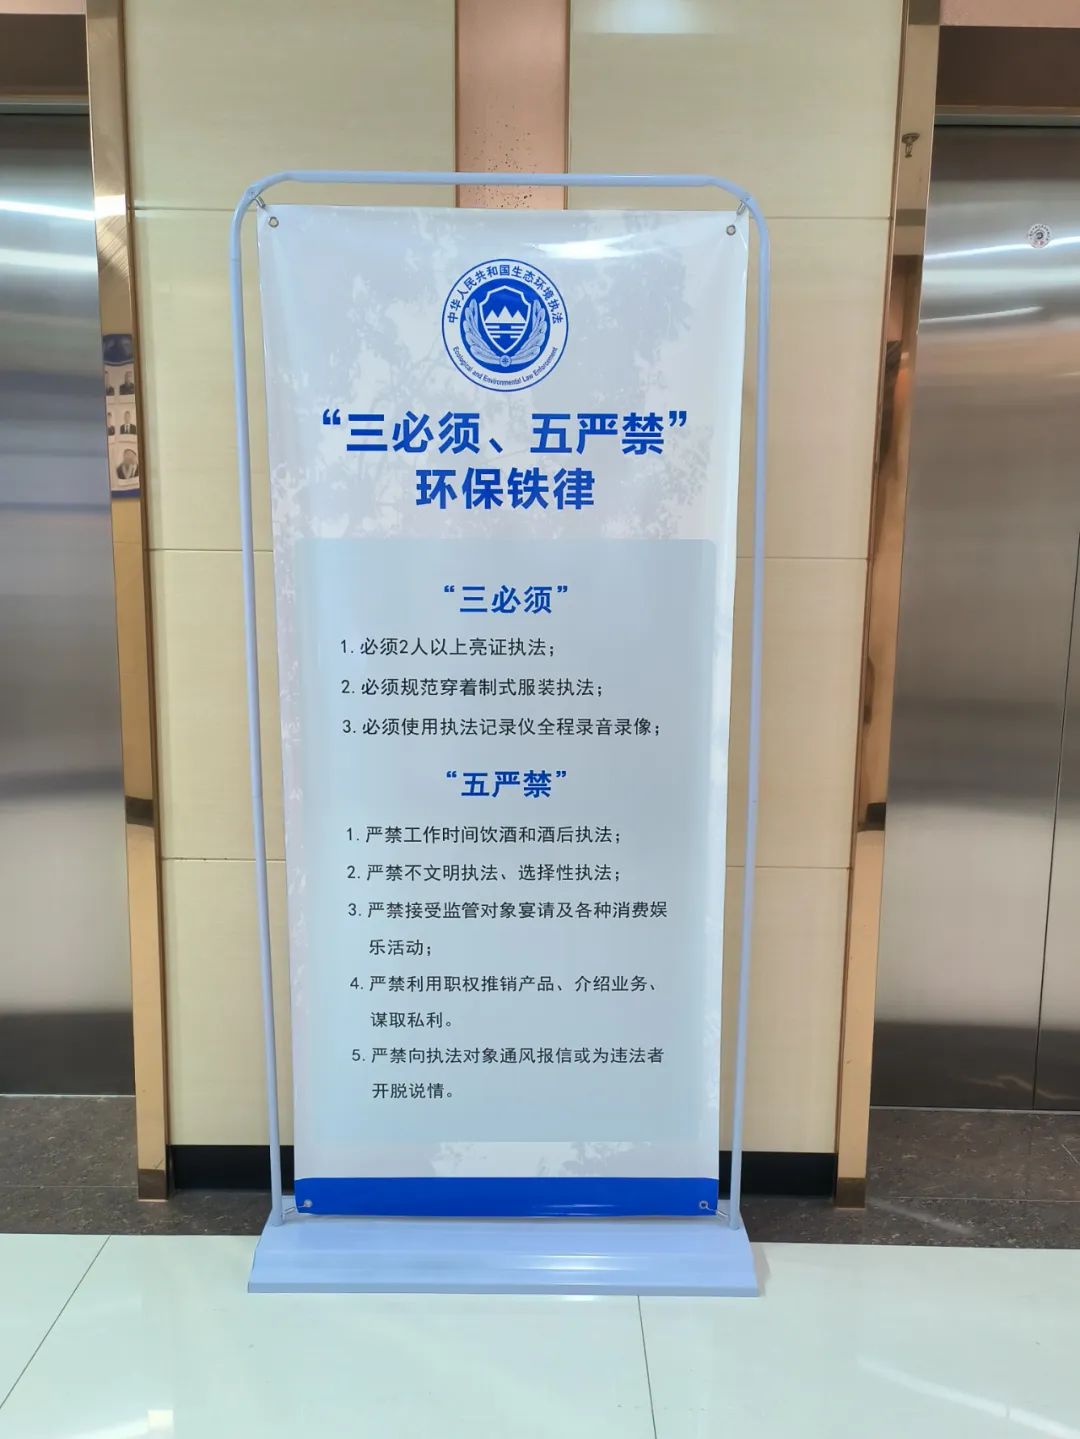 中华人民共和国生态环境执法
Ecological and Environmental Law Enforcement
“三必须、五严禁”
环保铁律
“三必须”
1. 必须2人以上亮证执法；
2. 必须规范穿着制式服装执法；
3. 必须使用执法记录仪全程录音录像；
“五严禁”
1. 严禁工作时间饮酒和酒后执法；
2. 严禁不文明执法、选择性执法；
3. 严禁接受监管对象宴请及各种消费娱
乐活动；
4. 严禁利用职权推销产品、介绍业务、
谋取私利。
5. 严禁向执法对象通风报信或为违法者
开脱说情。